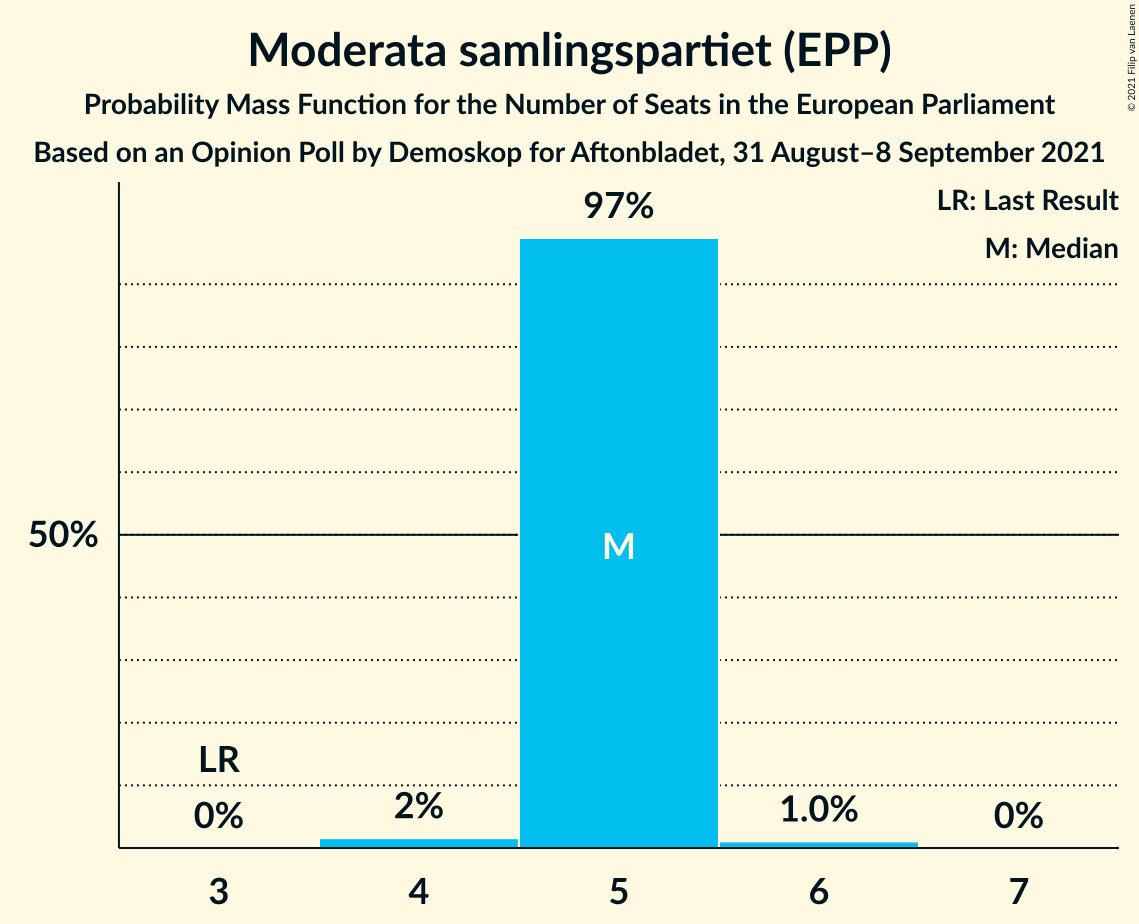 Moderata samlingspartiet (EPP)
Probability Mass Function for the Number of Seats in the European Parliament
Based on an Opinion Poll by Demoskop for Aftonbladet, 31 August–8 September 2021
© 2021 Filip van Laenen
LR: Last Result
M: Median
97%
50%
M
LR
0%
2%
1.0%
0%
3 4 5 6 7